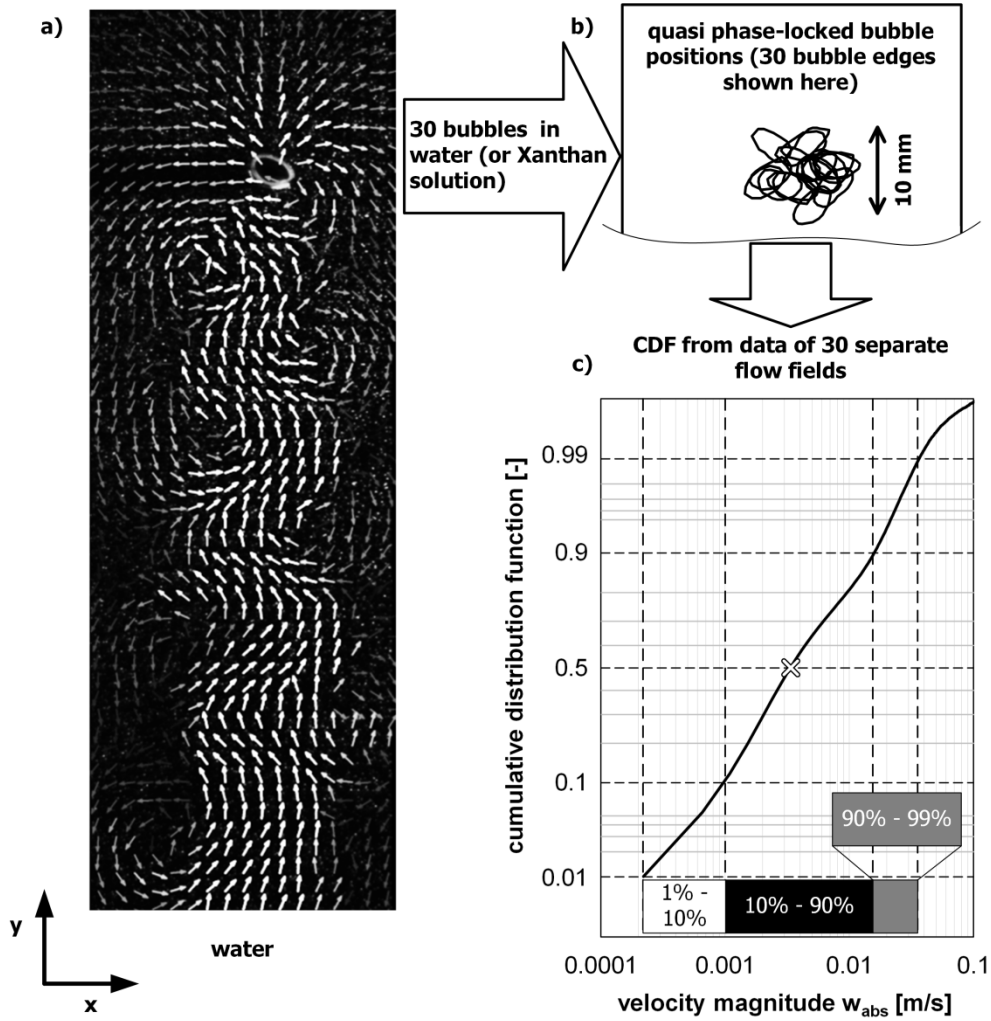 a)
30 bubbles in
water (or Xanthan
solution)
b)
quasi phase-locked bubble
positions (30 bubble edges
shown here)
10 mm
CDF from data of 30 separate
flow fields
c)
cumulative distribution function [-]
0.99
0.9
0.5
0.1
0.01
90% - 99%
1% -
10%
10% - 90%
0.0001
0.001
0.01
0.1
velocity magnitude wabs [m/s]
y
x
water